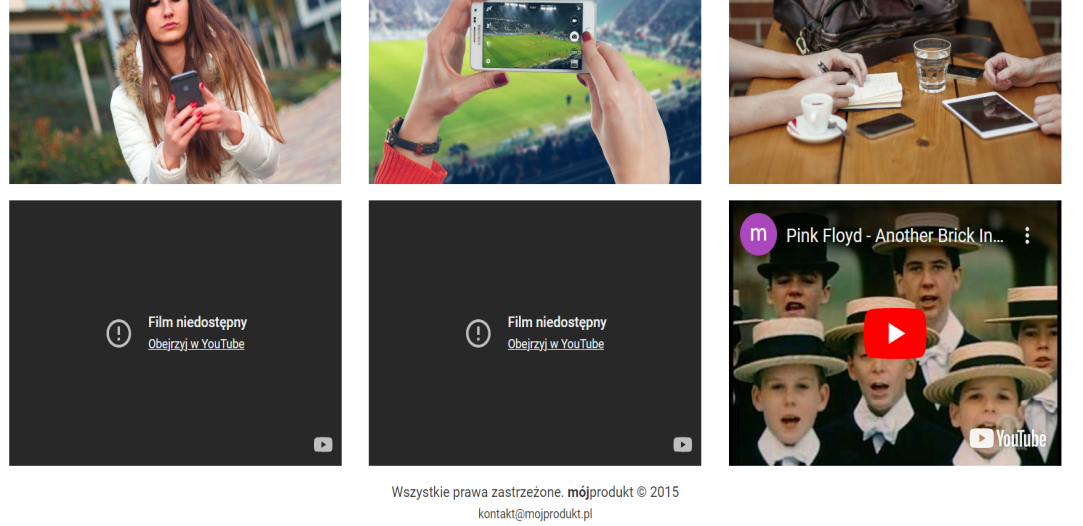 Film niedostępny
Obejrzyj w YouTube
Film niedostępny
Obejrzyj w YouTube
m
Pink Floyd - Another Brick In...
YouTube
Wszystkie prawa zastrzeżone. mójprodukt © 2015
kontakt@mojprodukt.pl